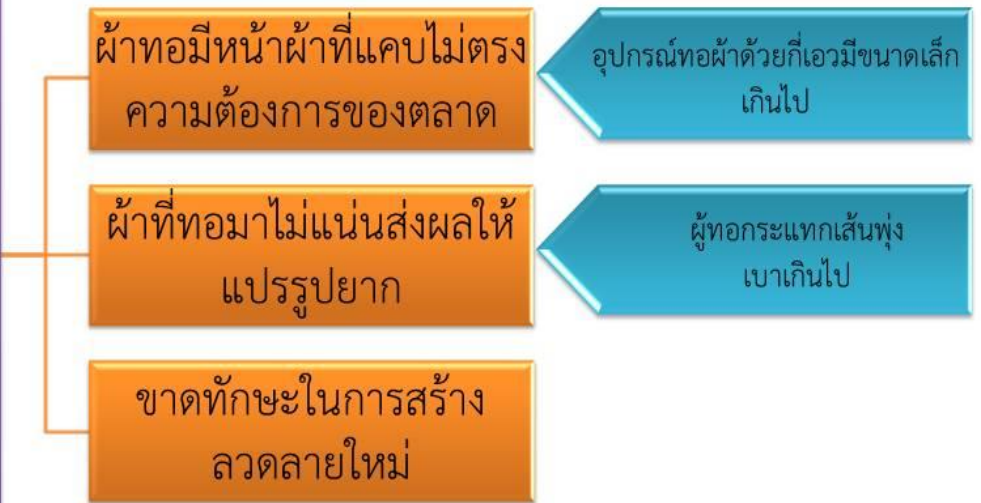 ผ้าทอมีหน้าผ้าที่แคบไม่ตรง
ความต้องการของตลาด
อุปกรณ์ทอผ้าด้วยกี่เอวมีขนาดเล็ก
เกินไป
ผ้าที่ทอมาไม่แน่นส่งผลให้
แปรรูปยาก
ผู้ทอกระแทกเส้นพุ่ง
เบาเกินไป
ขาดทักษะในการสร้าง
ลวดลายใหม่